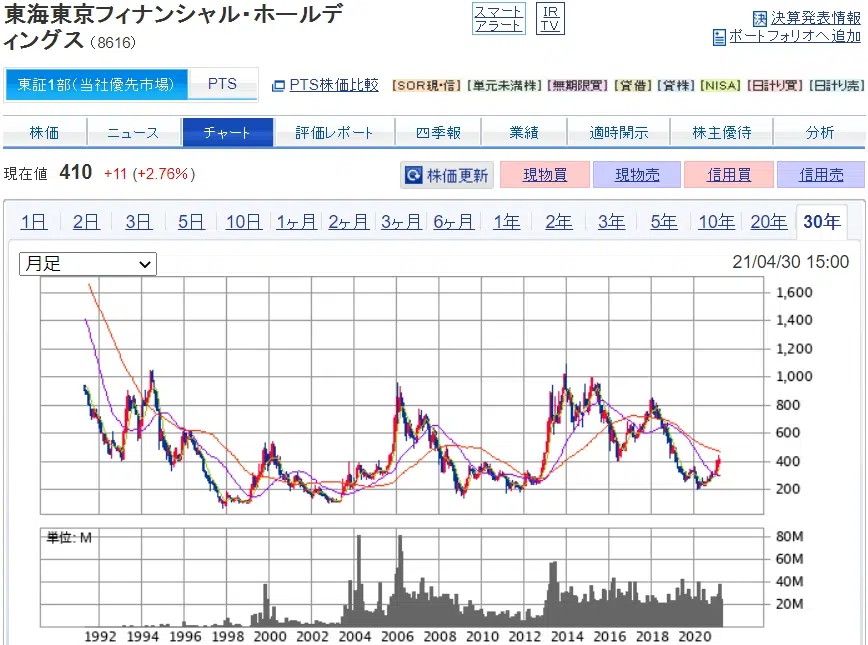 東海東京フィナンシャル・ホールデ
ィングス (8616)
スマート
アラート
IR
TV
決算発表情報
ポートフォリオへ追加
東証1部(当社優先市場)
PTS
PTS株価比較
[SOR現・信] [単元未満株] [無期限買] [貸借] [貸株] [NISA] [日計り買] [日計り売]
株価
ニュース
チャート
評価レポート
四季報
業績
適時開示
株主優待
分析
現在値 410 +11 (+2.76%)
株価更新
現物買
現物売
信用買
信用売
1日 2日 3日 5日 10日 1ヶ月 2ヶ月 3ヶ月 6ヶ月 1年 2年 3年 5年 10年 20年 30年
月足
21/04/30 15:00
1,600
1,400
1,200
1,000
800
600
400
200
単位: M
80M
60M
40M
20M
1992 1994 1996 1998 2000 2002 2004 2006 2008 2010 2012 2014 2016 2018 2020